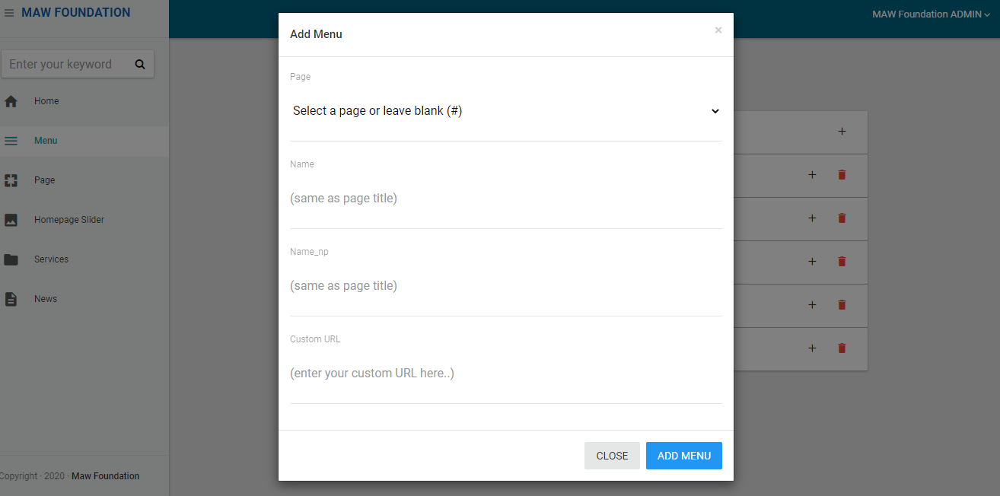 MAW FOUNDATION
MAW Foundation ADMIN
Enter your keyword
Home
Menu
Page
Homepage Slider
Services
News
Copyright · 2020 · Maw Foundation
Add Menu
×
Page
Select a page or leave blank (#)
Name
(same as page title)
Name_np
(same as page title)
Custom URL
(enter your custom URL here..)
CLOSE
ADD MENU